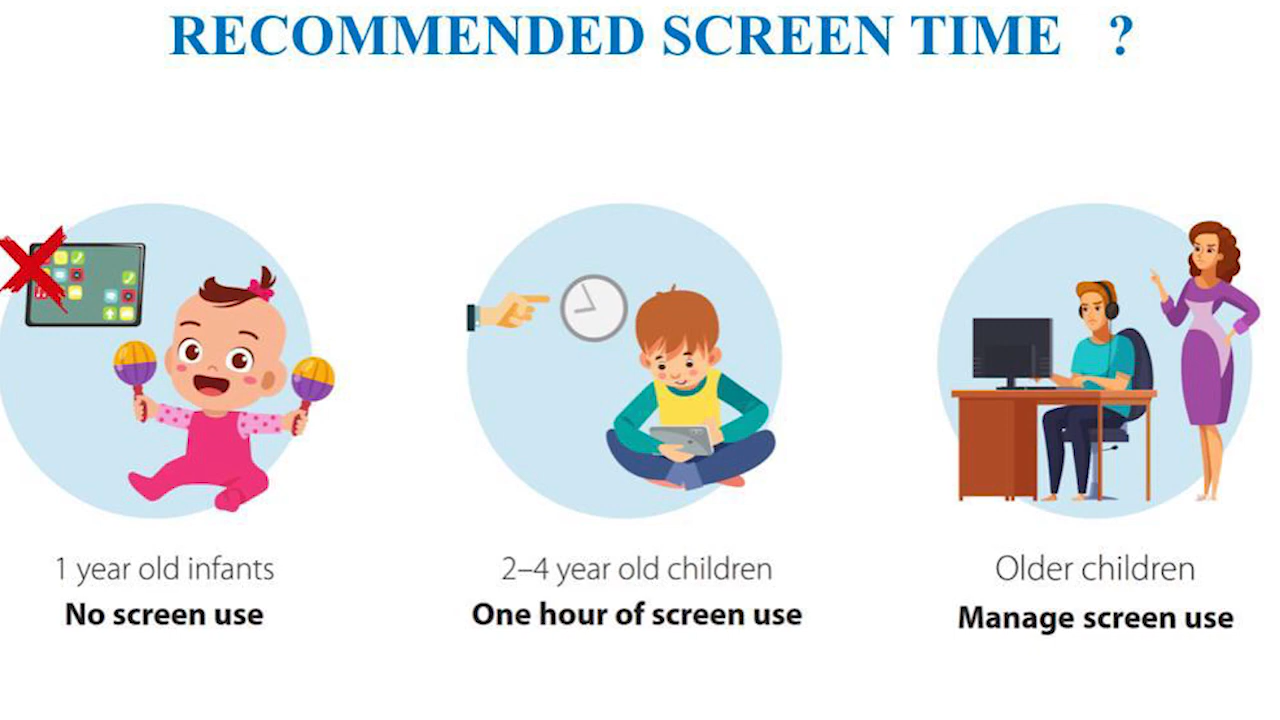 RECOMMENDED SCREEN TIME ?
1 year old infants
No screen use
2–4 year old children
One hour of screen use
Older children
Manage screen use